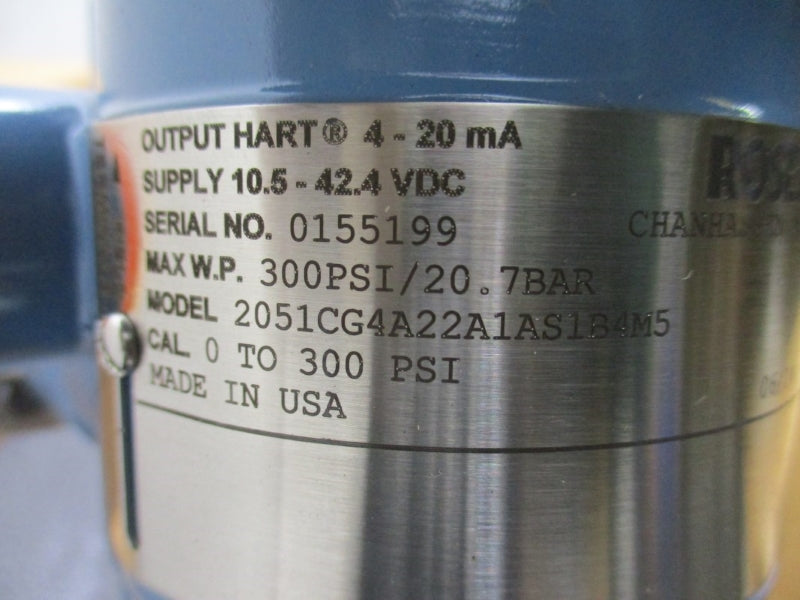 OUTPUT HART® 4 - 20 mA
SUPPLY 10.5 - 42.4 VDC
SERIAL NO. 0155199
MAX W.P. 300PSI/20.7BAR
MODEL 2051CG4A22A1AS1B4M5
CAL 0 TO 300 PSI
MADE IN USA
ROSE